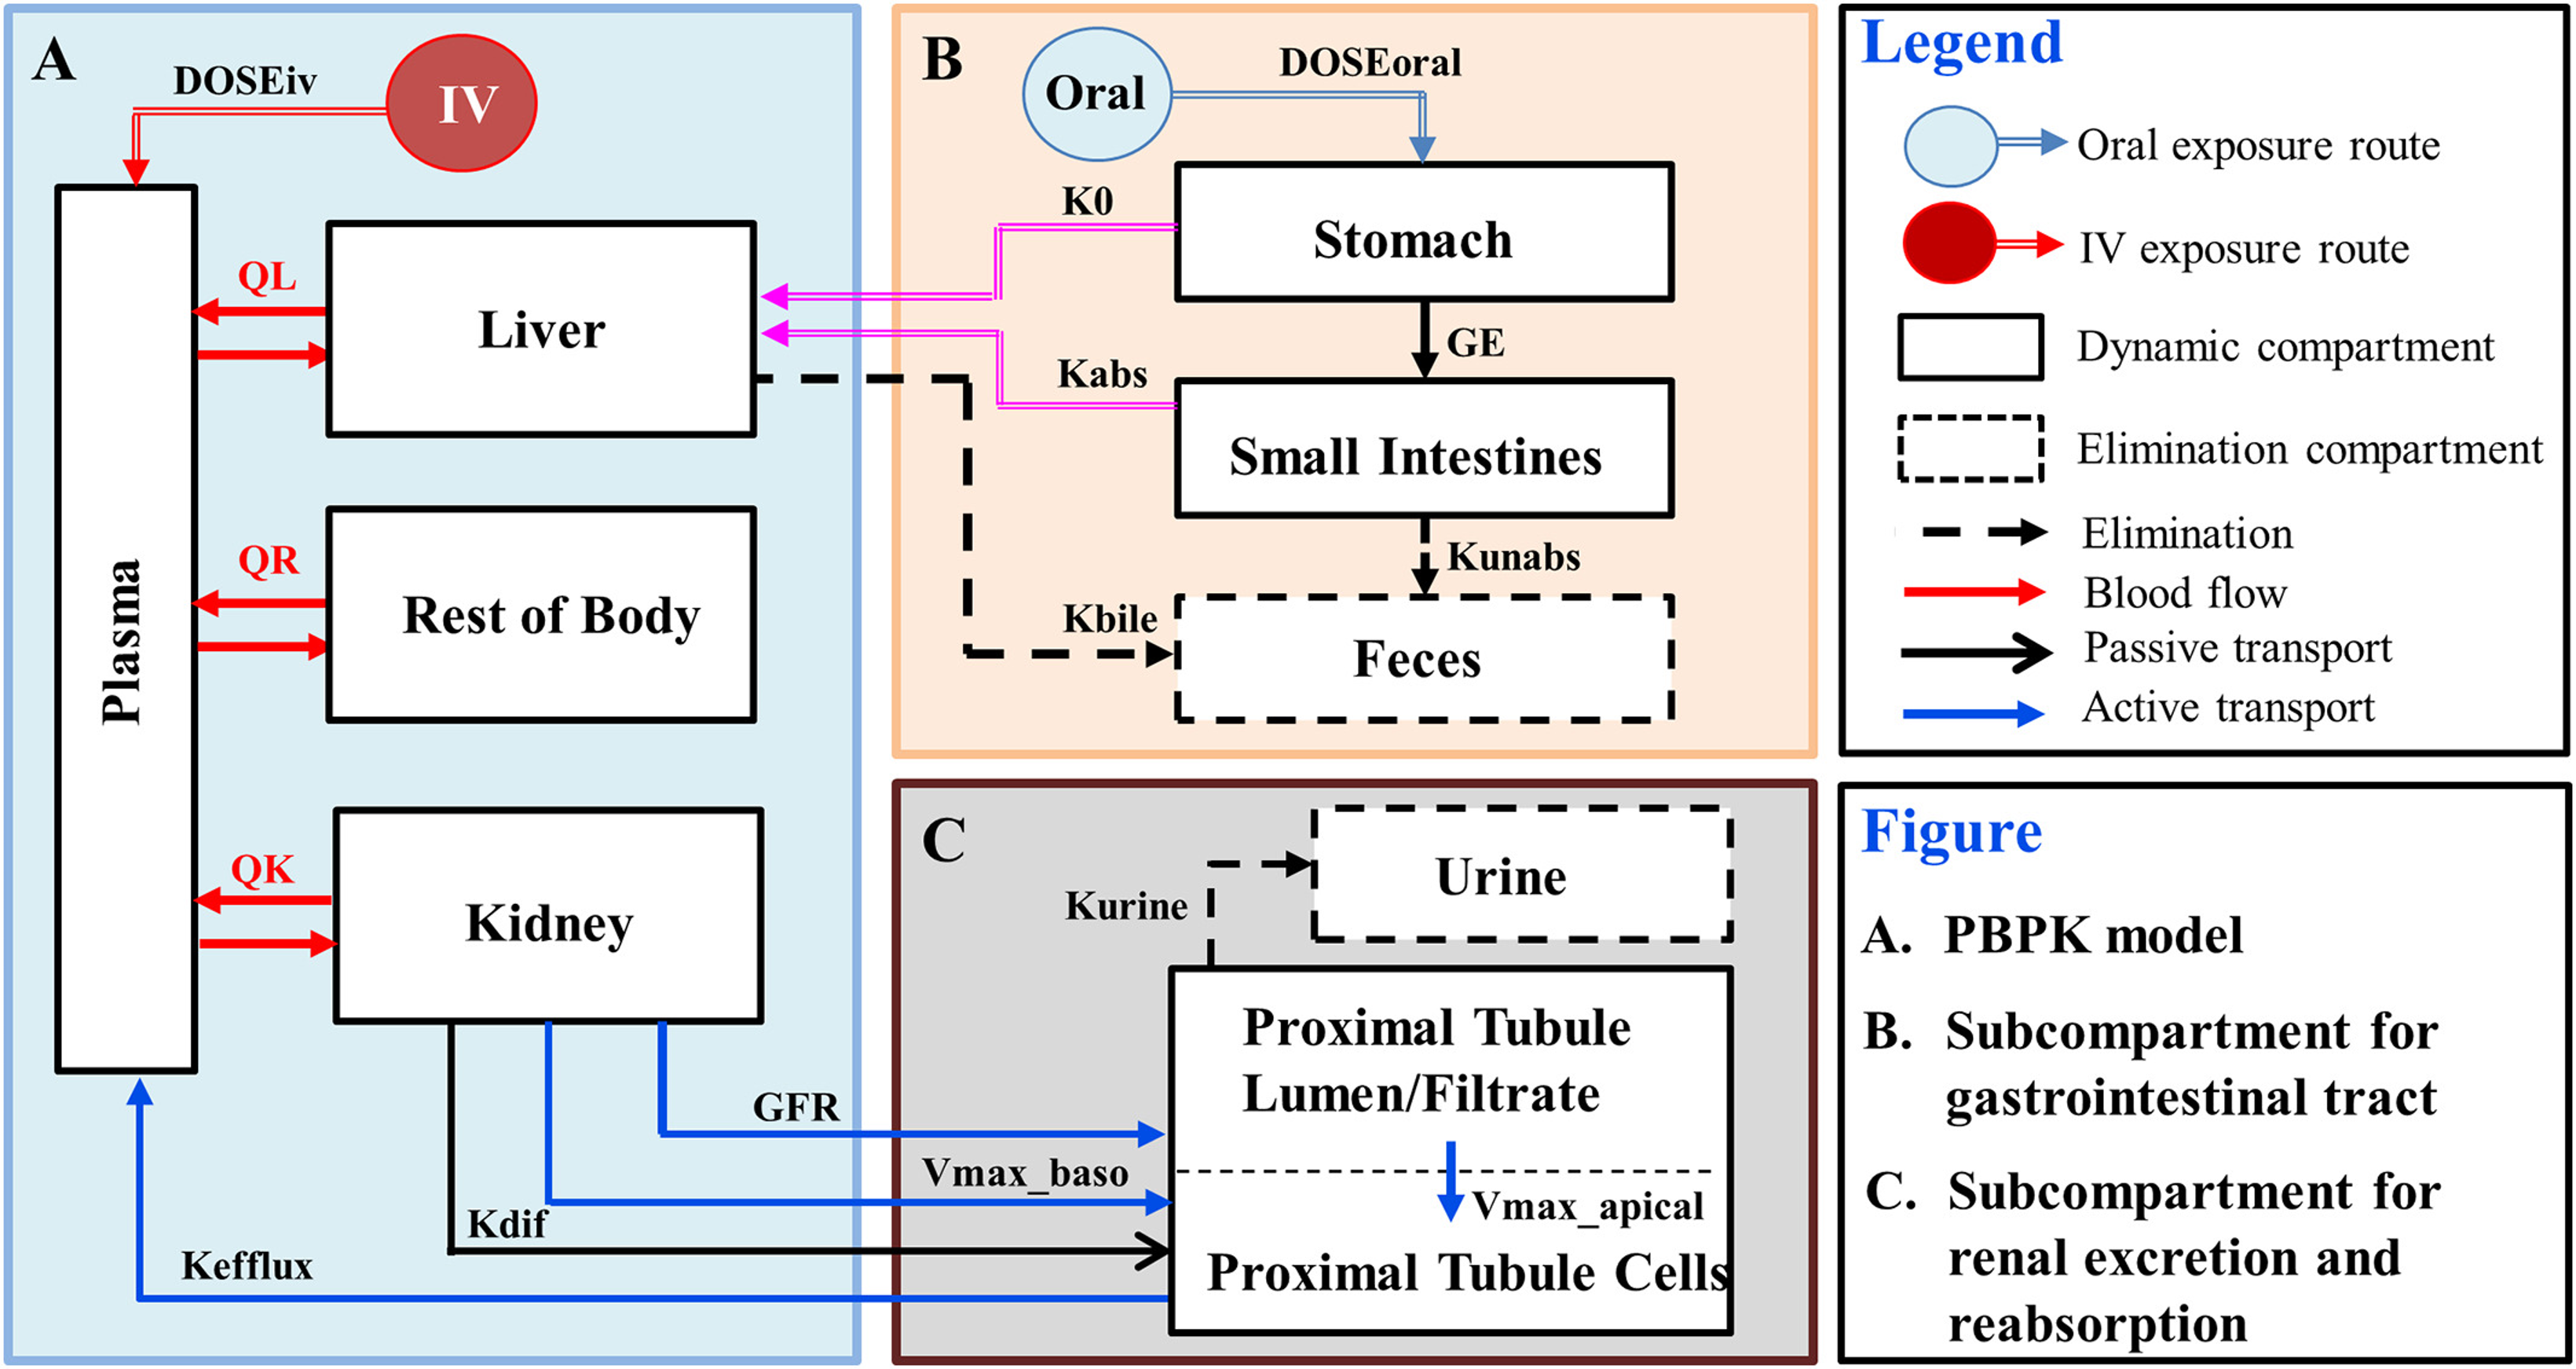 A
DOSEiv
IV
Plasma
QL
Liver
QR
Rest of Body
QK
Kidney
Kdif
Kefflux
GFR
B
Oral
DOSEoral
K0
Stomach
GE
Kabs
Small Intestines
Kunabs
Kbile
Feces
C
Urine
Kurine
Proximal Tubule
Lumen/Filtrate
Vmax_baso
Vmax_apical
Proximal Tubule Cells
Legend
Oral exposure route
IV exposure route
Dynamic compartment
Elimination compartment
Elimination
Blood flow
Passive transport
Active transport
Figure
A. PBPK model
B. Subcompartment for
gastrointestinal tract
C. Subcompartment for
renal excretion and
reabsorption